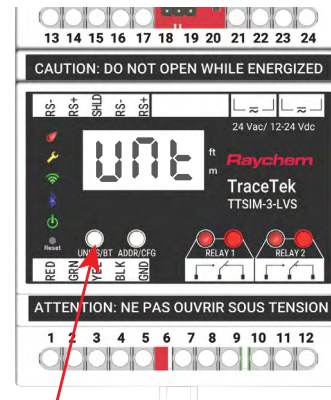 13 14 15 16 17 18 19 20 21 22 23 24
CAUTION: DO NOT OPEN WHILE ENERGIZED
RS- RS+ SHLD RS- RS+
24 Vac/ 12-24 Vdc
Unt
ft
m
Raychem
TraceTek
TTSIM-3-LVS
Reset
UNITS/BT ADDR/CFG
RELAY 1 RELAY 2
RED GRN YEL BLK GND
ATTENTION: NE PAS OUVRIR SOUS TENSION
1 2 3 4 5 6 7 8 9 10 11 12